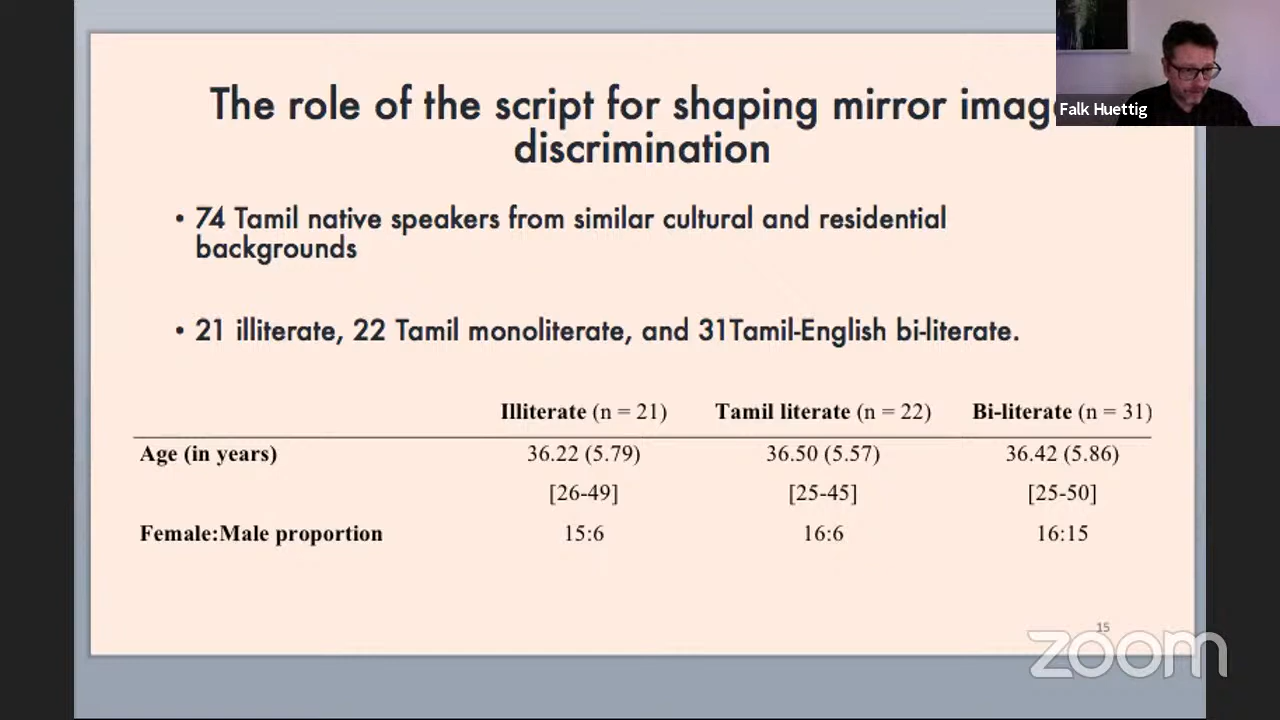 The role of the script for shaping mirror imag
discrimination
Falk Huettig
• 74 Tamil native speakers from similar cultural and residential
backgrounds
• 21 illiterate, 22 Tamil monoliterate, and 31Tamil-English bi-literate.
Illiterate (n = 21) Tamil literate (n = 22) Bi-literate (n = 31)
Age (in years) 36.22 (5.79) 36.50 (5.57) 36.42 (5.86)
[26-49] [25-45] [25-50]
Female:Male proportion 15:6 16:6 16:15
15
zoom